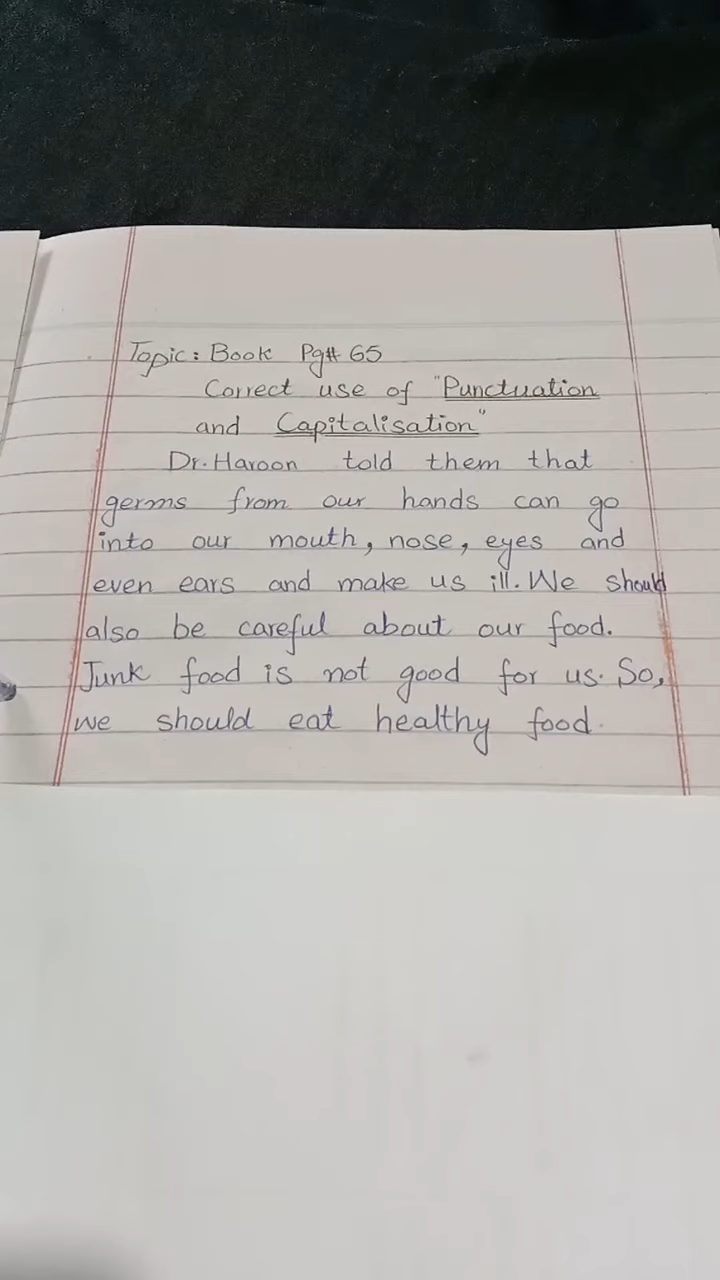 Topic: Book Pg# 65
Correct use of "Punctuation
and Capitalisation"
Dr. Haroon told them that
germs from our hands can go
into our mouth, nose, eyes and
even ears and make us ill. We should
also be careful about our food.
Junk food is not good for us. So,
we should eat healthy food.